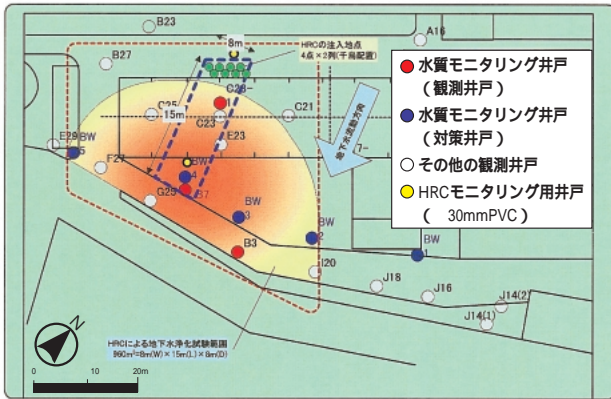 B23
A16
8m
HRCの注入地点
4点×2列(千鳥配置)
B27
C28-
1
C25
C23
C21
15m
地下水流動方向
E29
BW
5
E23
7-
F27
BW
4
B7
G25
BW
3
BW
2
BW
1
B3
I20
J18
J16
J14(2)
J14(1)
水質モニタリング井戸
(観測井戸)
水質モニタリング井戸
(対策井戸)
その他の観測井戸
HRCモニタリング用井戸
( 30mmPVC )
HRCによる地下水浄化試験範囲
960m³=8m(W)×15m(L)×8m(D)
N
0 10 20m